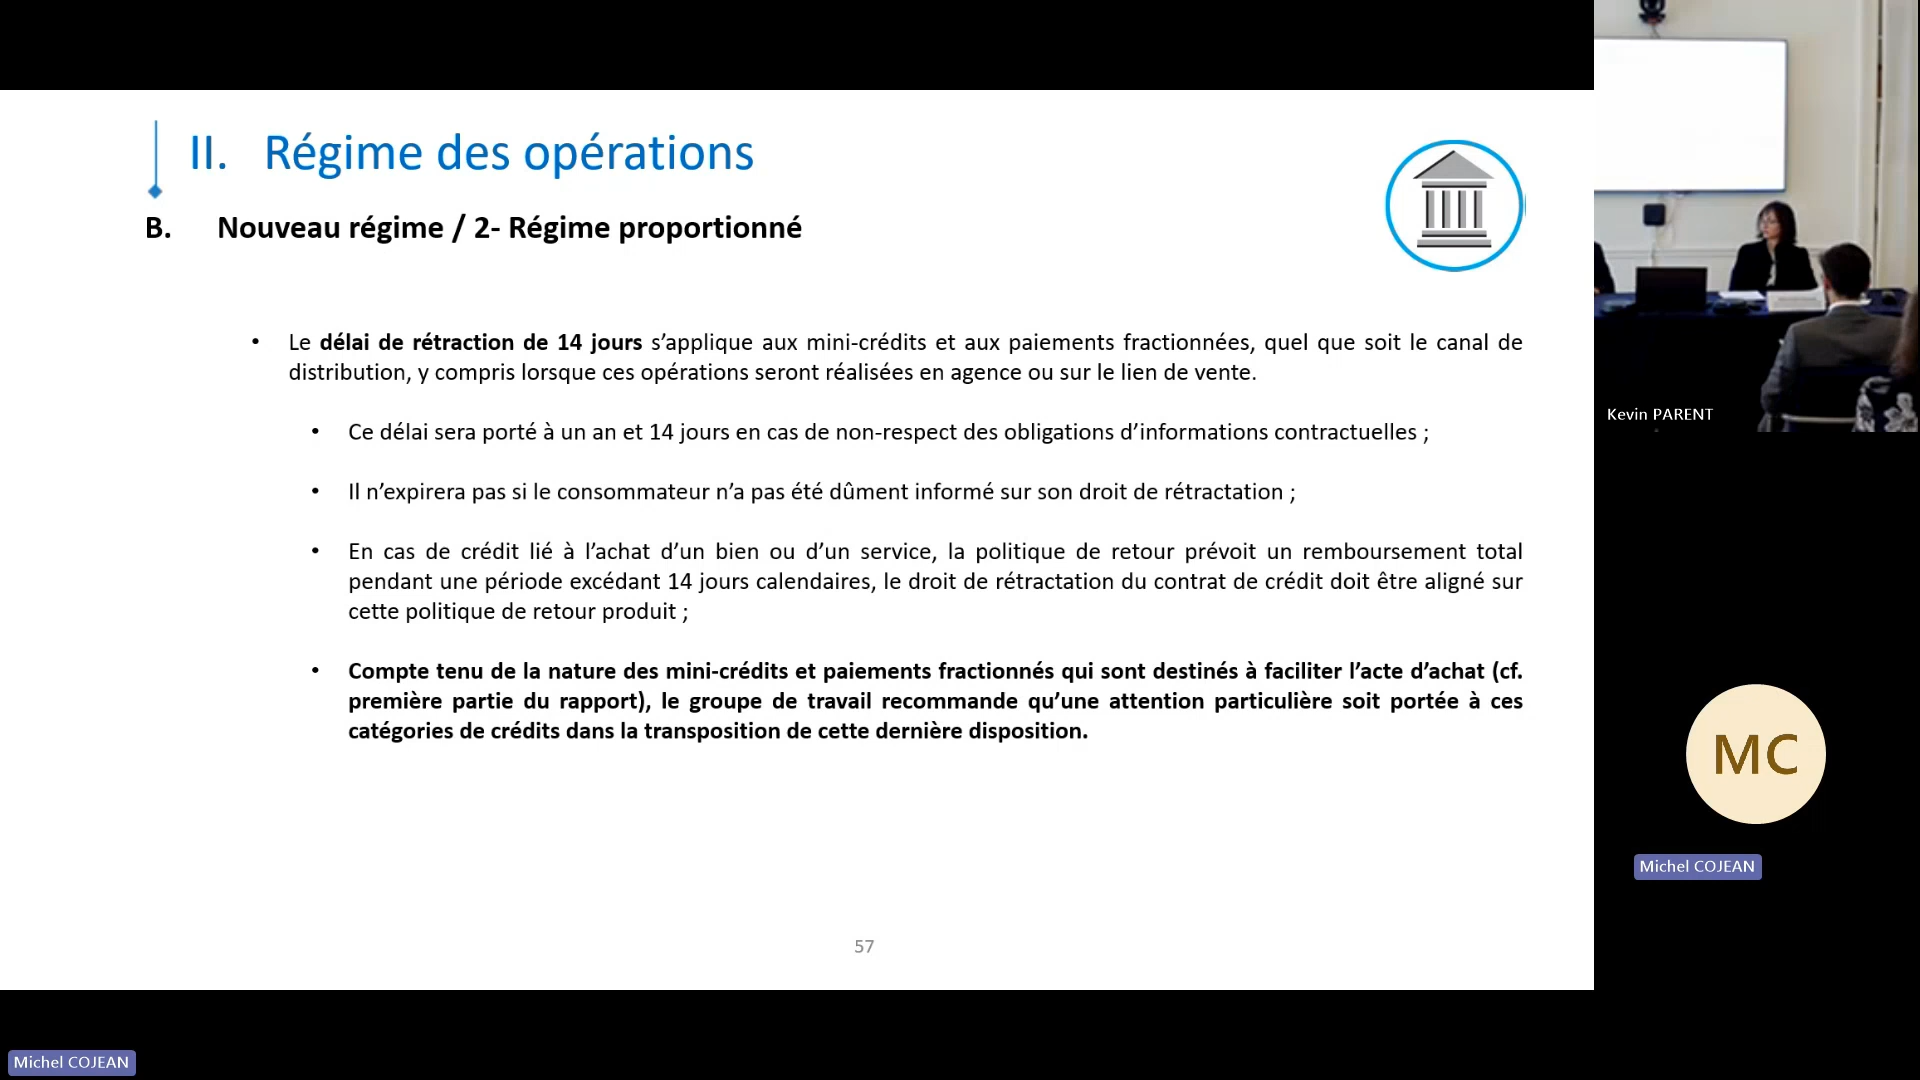 II. Régime des opérations
B. Nouveau régime / 2- Régime proportionné
• Le délai de rétraction de 14 jours s’applique aux mini-crédits et aux paiements fractionnées, quel que soit le canal de
distribution, y compris lorsque ces opérations seront réalisées en agence ou sur le lien de vente.
• Ce délai sera porté à un an et 14 jours en cas de non-respect des obligations d’informations contractuelles ;
• Il n’expirera pas si le consommateur n’a pas été dûment informé sur son droit de rétractation ;
• En cas de crédit lié à l’achat d’un bien ou d’un service, la politique de retour prévoit un remboursement total
pendant une période excédant 14 jours calendaires, le droit de rétractation du contrat de crédit doit être aligné sur
cette politique de retour produit ;
• Compte tenu de la nature des mini-crédits et paiements fractionnés qui sont destinés à faciliter l’acte d’achat (cf.
première partie du rapport), le groupe de travail recommande qu’une attention particulière soit portée à ces
catégories de crédits dans la transposition de cette dernière disposition.
57
Kevin PARENT
MC
Michel COJEAN
Michel COJEAN